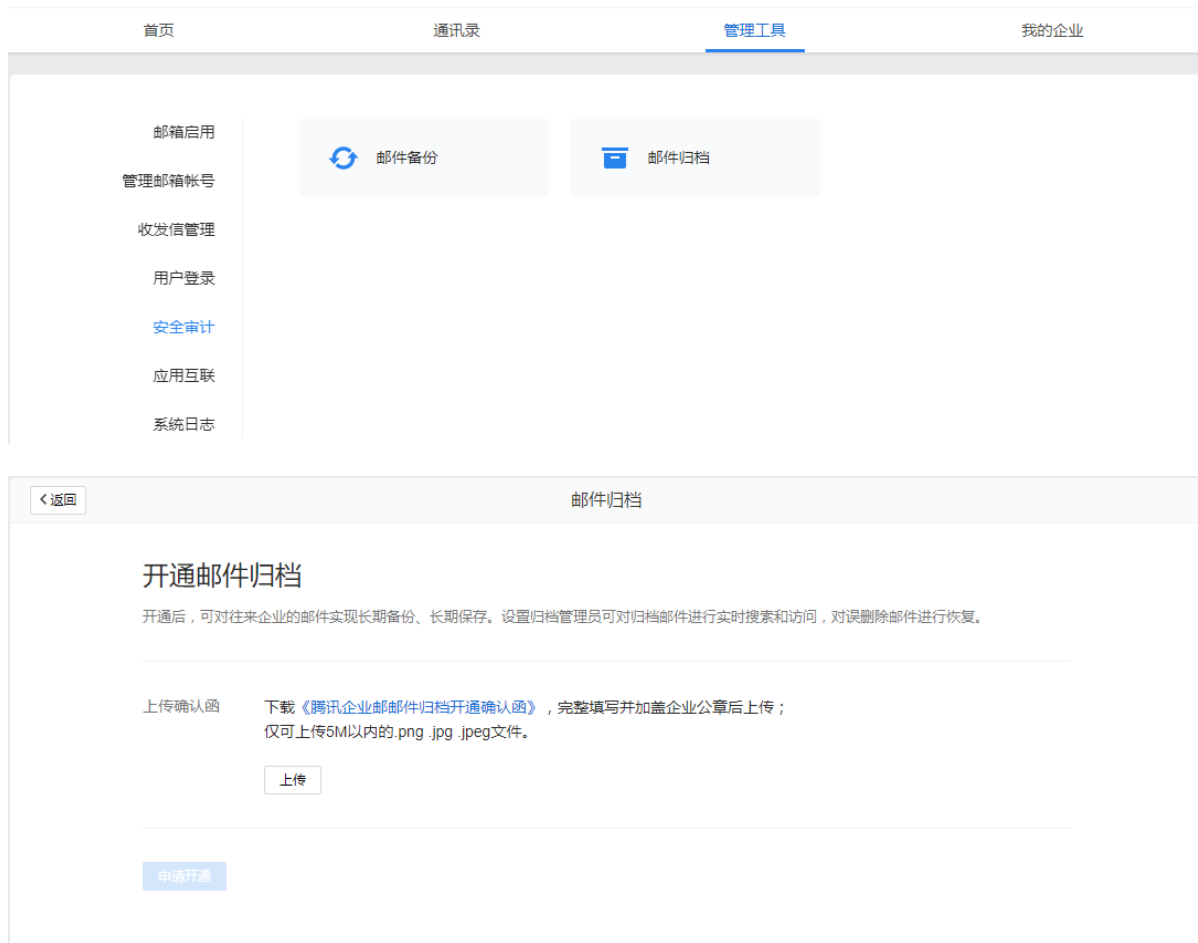 首页 通讯录 管理工具 我的企业
邮箱启用
邮件备份 邮件归档
管理邮箱帐号
收发信管理
用户登录
安全审计
应用互联
系统日志
返回 邮件归档
开通邮件归档
开通后，可对往来企业的邮件实现长期备份、长期保存。设置归档管理员可对归档邮件进行实时搜索和访问，对误删除邮件进行恢复。
上传确认函 下载《腾讯企业邮邮件归档开通确认函》，完整填写并加盖企业公章后上传；
仅可上传5M以内的.png .jpg .jpeg文件。
上传
申请开通